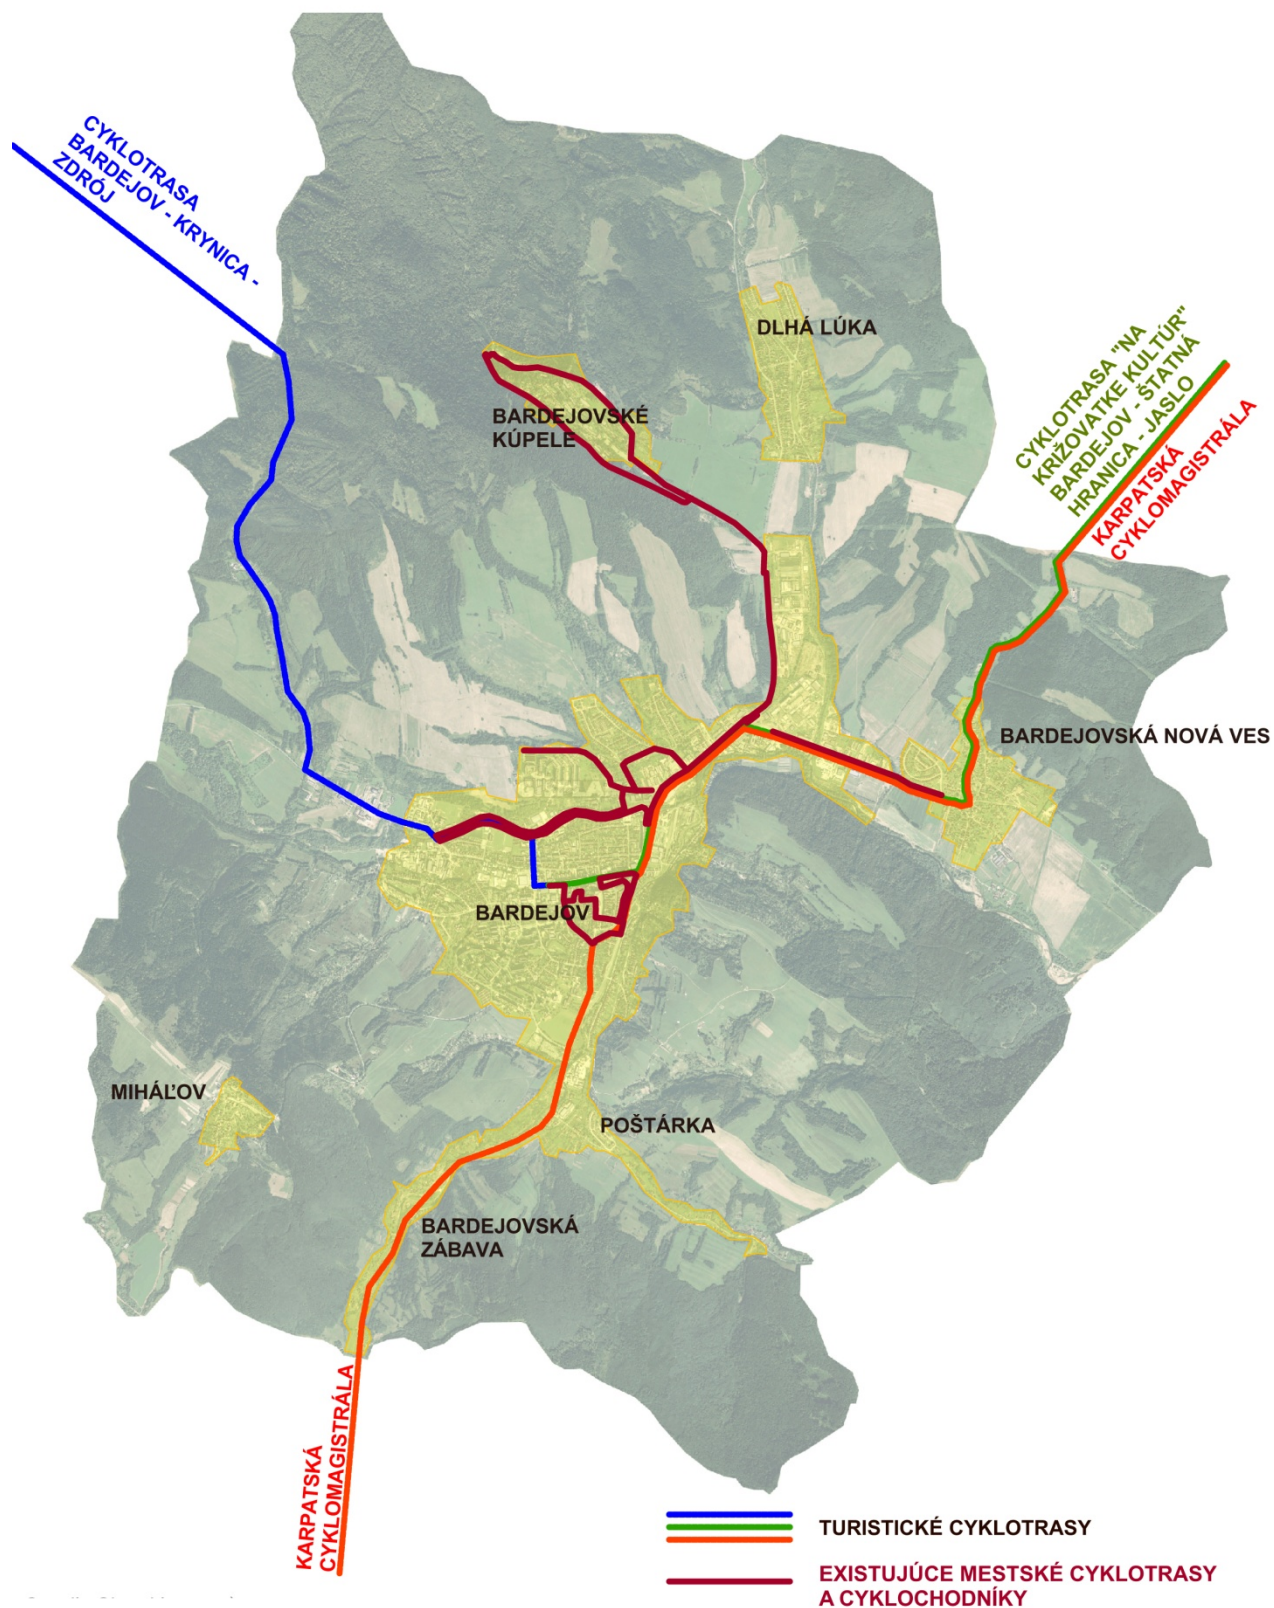 CYKLOTRASA
BARDEJOV - KRYNICA -
ZDRÓJ
DLHÁ LÚKA
CYKLOTRASA "NA
KRIŽOVATKE KULTÚR"
BARDEJOV - ŠTATNÁ
HRANICA - JASLO
KARPATSKÁ
CYKLOMAGISTRÁLA
BARDEJOVSKÉ
KÚPELE
BARDEJOVSKÁ NOVÁ VES
BARDEJOV
MIHÁĽOV
POŠTÁRKA
BARDEJOVSKÁ
ZÁBAVA
KARPATSKÁ
CYKLOMAGISTRÁLA
TURISTICKÉ CYKLOTRASY
EXISTUJÚCE MESTSKÉ CYKLOTRASY
A CYKLOCHODNÍKY